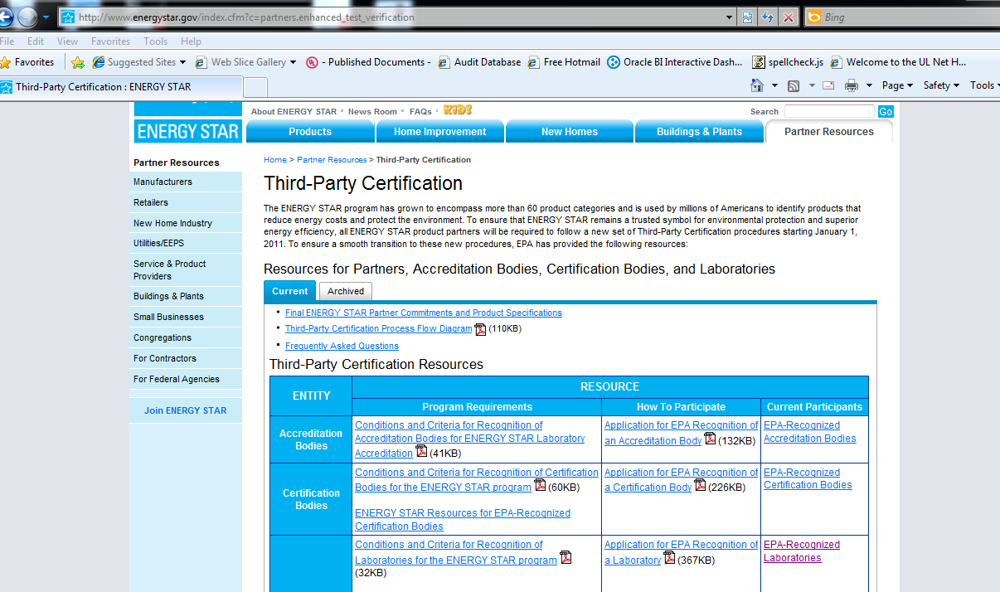 http://www.energystar.gov/index.cfm?c=partners.enhanced_test_verification
Bing
File Edit View Favorites Tools Help
Favorites Suggested Sites Web Slice Gallery - Published Documents - Audit Database Free Hotmail Oracle BI Interactive Dash... spellcheck.js Welcome to the UL Net H...
Third-Party Certification : ENERGY STAR
Page Safety Tools
About ENERGY STAR News Room FAQs KIDS Search Go
ENERGY STAR
Products Home Improvement New Homes Buildings & Plants Partner Resources
Partner Resources
Manufacturers
Retailers
New Home Industry
Utilities/EEPS
Service & Product
Providers
Buildings & Plants
Small Businesses
Congregations
For Contractors
For Federal Agencies
Join ENERGY STAR
Home > Partner Resources > Third-Party Certification
Third-Party Certification
The ENERGY STAR program has grown to encompass more than 60 product categories and is used by millions of Americans to identify products that
reduce energy costs and protect the environment. To ensure that ENERGY STAR remains a trusted symbol for environmental protection and superior
energy efficiency, all ENERGY STAR product partners will be required to follow a new set of Third-Party Certification procedures starting January 1,
2011. To ensure a smooth transition to these new procedures, EPA has provided the following resources:
Resources for Partners, Accreditation Bodies, Certification Bodies, and Laboratories
Current Archived
Final ENERGY STAR Partner Commitments and Product Specifications
Third-Party Certification Process Flow Diagram (110KB)
Frequently Asked Questions
Third-Party Certification Resources
ENTITY
RESOURCE
Program Requirements How To Participate Current Participants
Accreditation
Bodies
Conditions and Criteria for Recognition of
Accreditation Bodies for ENERGY STAR Laboratory
Accreditation (41KB)
Application for EPA Recognition of
an Accreditation Body (132KB)
EPA-Recognized
Accreditation Bodies
Certification
Bodies
Conditions and Criteria for Recognition of Certification
Bodies for the ENERGY STAR program (60KB)
ENERGY STAR Resources for EPA-Recognized
Certification Bodies
Application for EPA Recognition of
a Certification Body (226KB)
EPA-Recognized
Certification Bodies
Conditions and Criteria for Recognition of
Laboratories for the ENERGY STAR program
(32KB)
Application for EPA Recognition of
a Laboratory (367KB)
EPA-Recognized
Laboratories